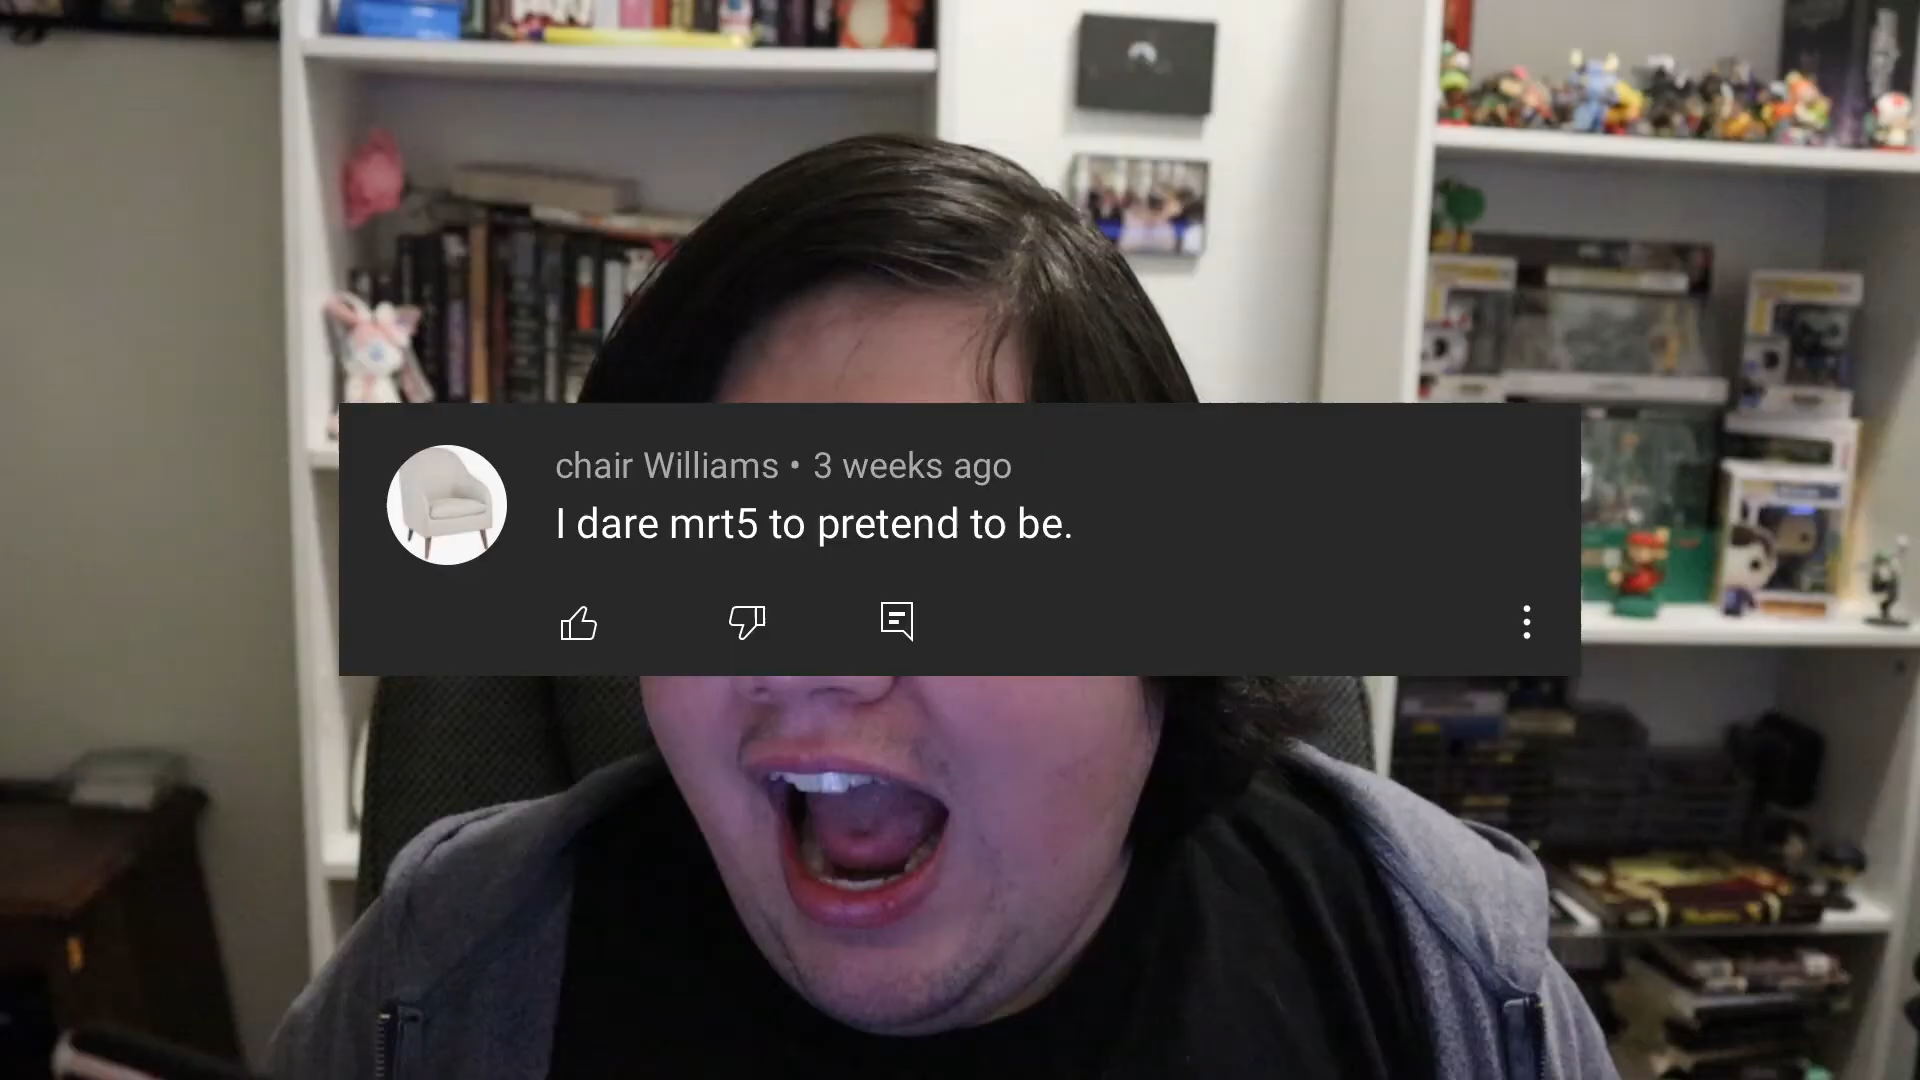 chair Williams • 3 weeks ago
I dare mrt5 to pretend to be.